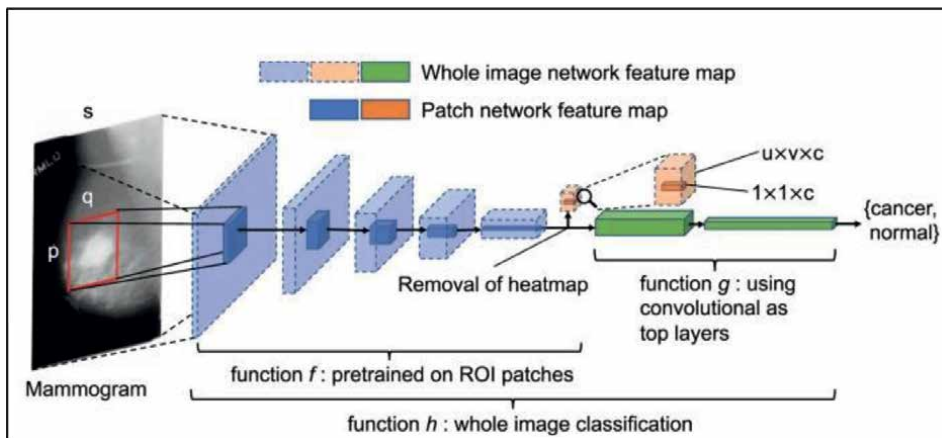 Whole image network feature map
Patch network feature map
s
q
p
u×v×c
1×1×c
{cancer,
normal}
Removal of heatmap
function g : using
convolutional as
top layers
function f : pretrained on ROI patches
Mammogram
function h : whole image classification